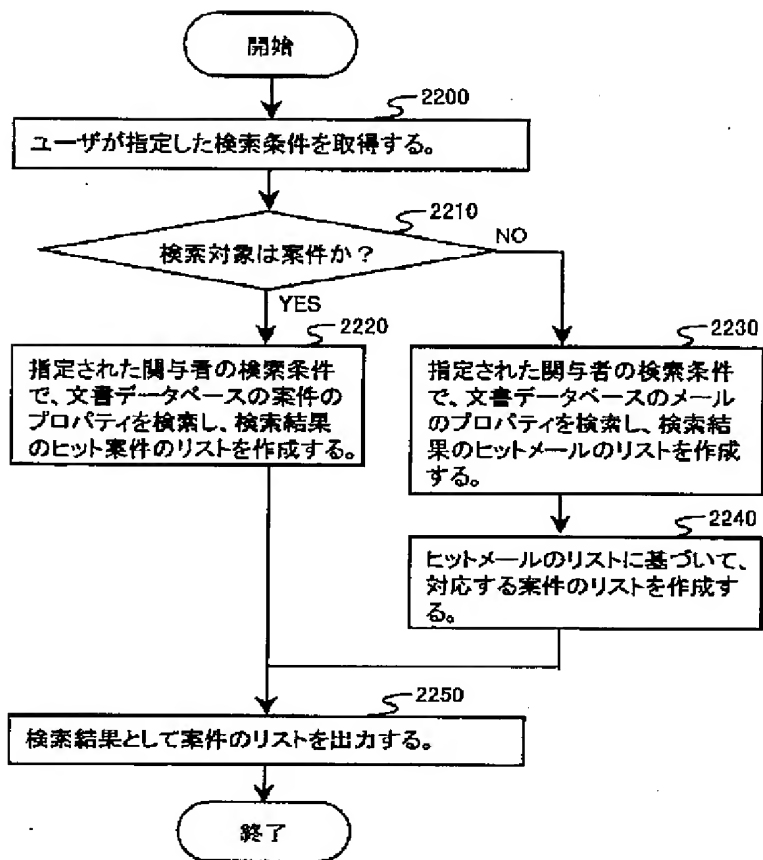 開始
2200
ユーザが指定した検索条件を取得する。
2210
検索対象は案件か?
NO
YES
2220
指定された関与者の検索条件
で、文書データベースの案件の
プロパティを検索し、検索結果
のヒット案件のリストを作成する。
2230
指定された関与者の検索条件
で、文書データベースのメール
のプロパティを検索し、検索結
果のヒットメールのリストを作成
する。
2240
ヒットメールのリストに基づいて、
対応する案件のリストを作成す
る。
2250
検索結果として案件のリストを出力する。
終了